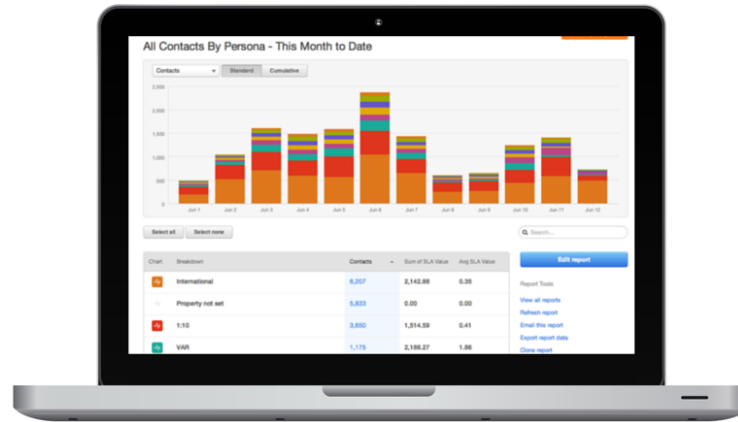 All Contacts By Persona - This Month to Date
Contacts Standard Cumulative
2,500
2,000
1,500
1,000
500
0
Jun 1 Jun 2 Jun 3 Jun 4 Jun 5 Jun 6 Jun 7 Jun 8 Jun 9 Jun 10 Jun 11 Jun 12
Select all Select none Search...
Chart Breakdown Contacts Sum of SLA Value Avg SLA Value Edit report
International 6,207 2,142.88 0.35
Report Tools
Property not set 5,833 0.00 0.00
View all reports
Refresh report
1:10 3,650 1,514.59 0.41
Email this report
Export report data
VAR 1,175 2,188.27 1.86
Clone report